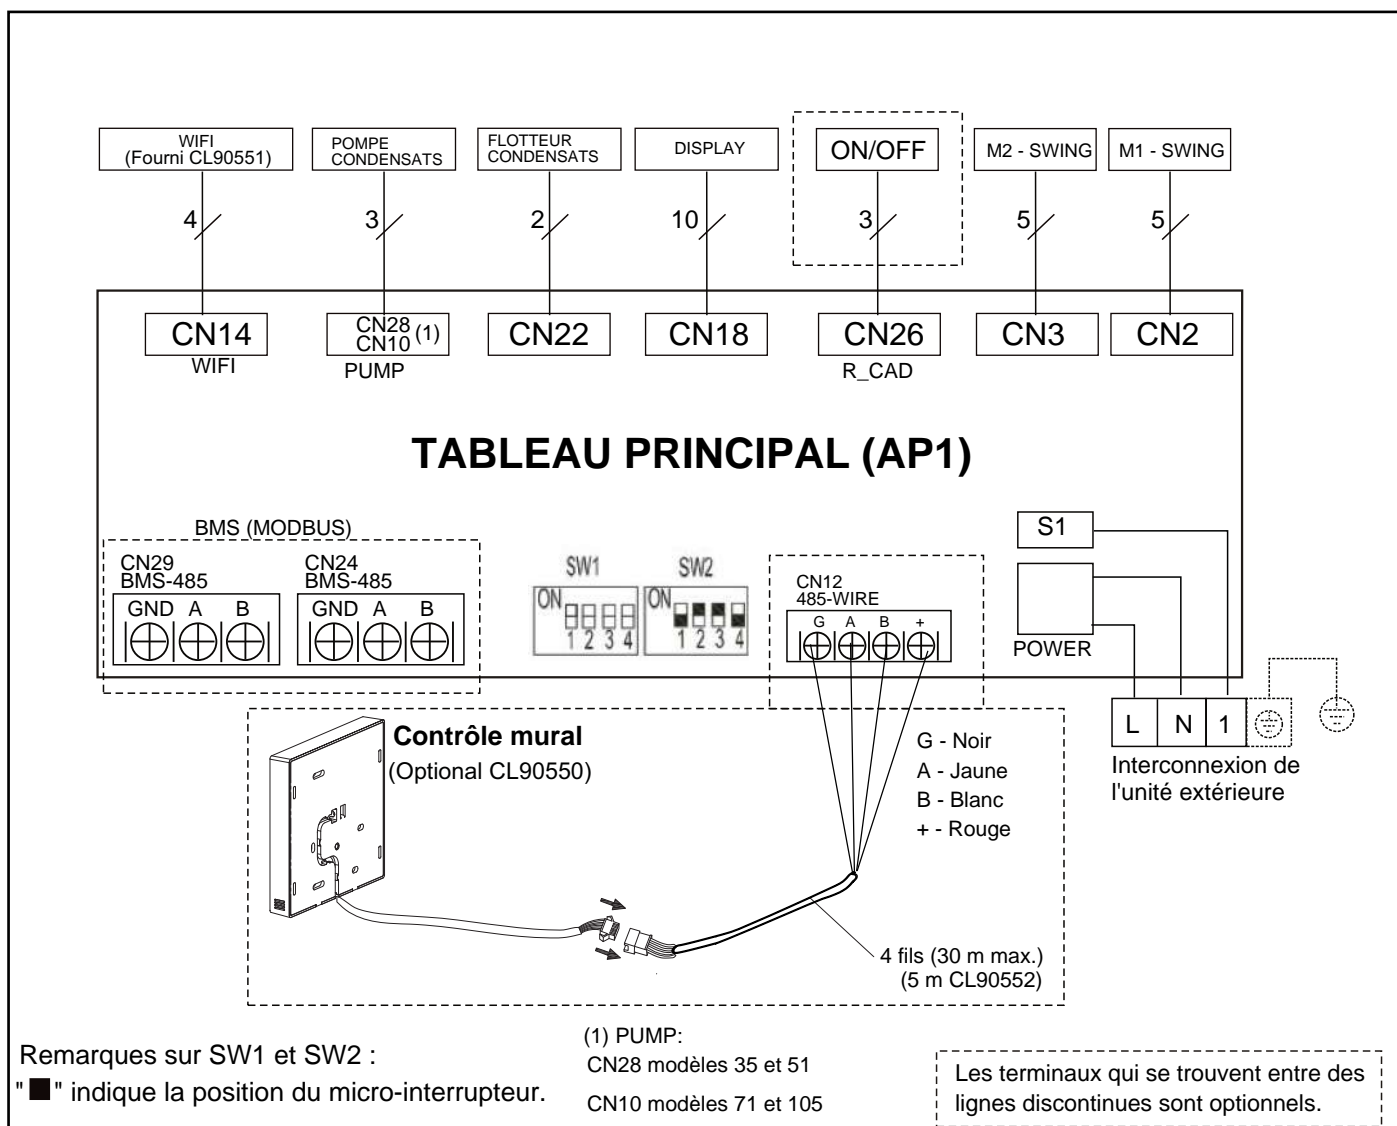 WIFI
(Fourni CL90551)
POMPE
CONDENSATS
FLOTTEUR
CONDENSATS
DISPLAY
ON/OFF
M2 - SWING
M1 - SWING
4
3
2
10
3
5
5
CN14
CN28
CN10
(1)
CN22
CN18
CN26
CN3
CN2
WIFI
PUMP
R_CAD
TABLEAU PRINCIPAL (AP1)
BMS (MODBUS)
CN29
BMS-485
GND A B
CN24
BMS-485
GND A B
SW1
ON
1 2 3 4
SW2
ON
1 2 3 4
CN12
485-WIRE
G A B +
S1
POWER
L N 1
Interconnexion de
l'unité extérieure
Contrôle mural
(Optional CL90550)
G - Noir
A - Jaune
B - Blanc
+ - Rouge
4 fils (30 m max.)
(5 m CL90552)
Remarques sur SW1 et SW2 :
" ■ " indique la position du micro-interrupteur.
(1) PUMP:
CN28 modèles 35 et 51
CN10 modèles 71 et 105
Les terminaux qui se trouvent entre des
lignes discontinues sont optionnels.